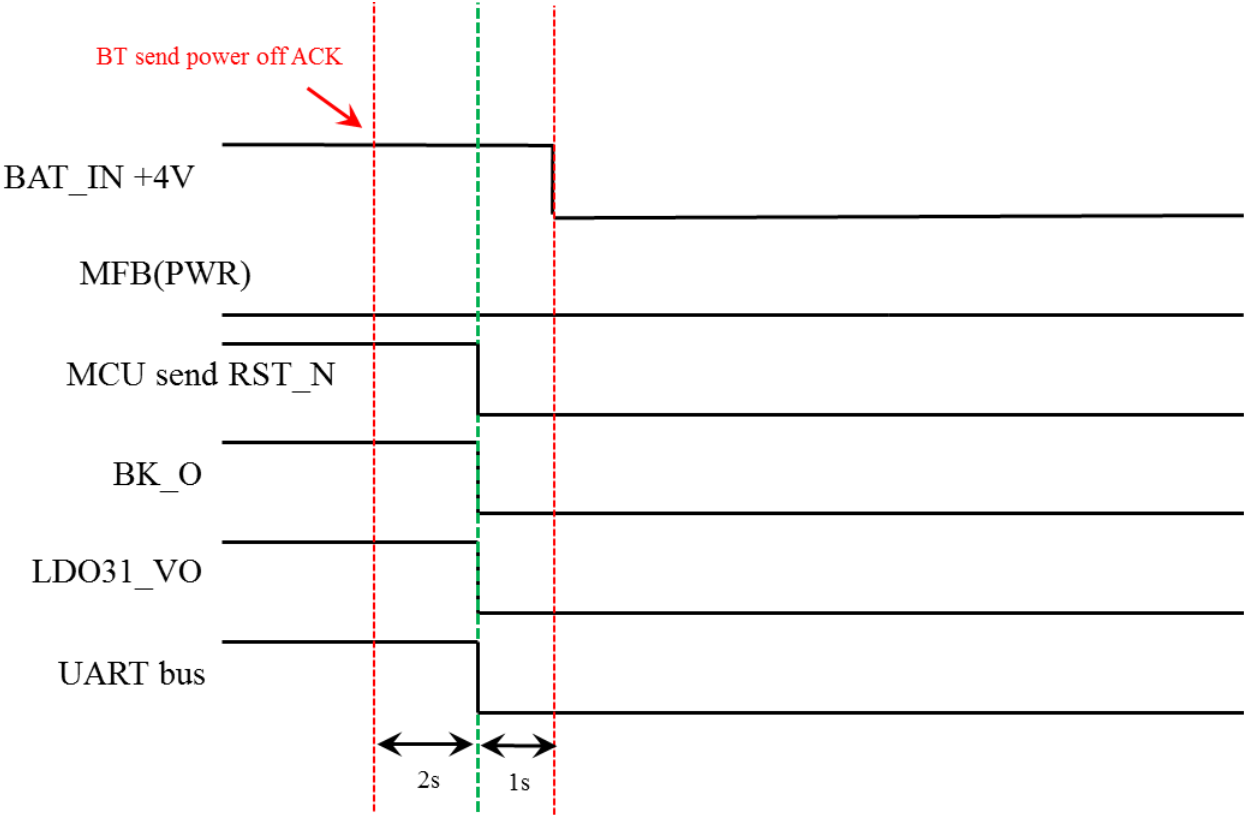 BT send power off ACK
BAT_IN +4V
MFB(PWR)
MCU send RST_N
BK_O
LDO31_VO
UART bus
2s
1s